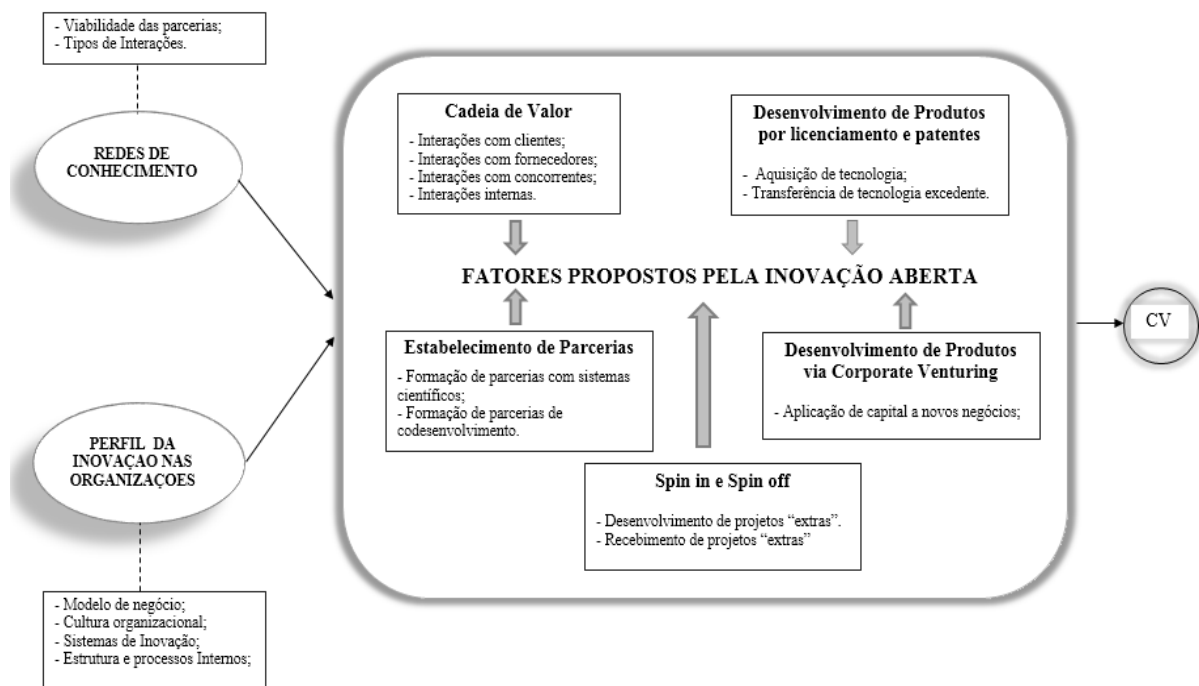 - Viabilidade das parcerias;
- Tipos de Interações.
REDES DE
CONHECIMENTO
PERFIL DA
INOVAÇAO NAS
ORGANIZAÇOES
- Modelo de negócio;
- Cultura organizacional;
- Sistemas de Inovação;
- Estrutura e processos Internos;
Cadeia de Valor
- Interações com clientes;
- Interações com fornecedores;
- Interações com concorrentes;
- Interações internas.
Desenvolvimento de Produtos
por licenciamento e patentes
- Aquisição de tecnologia;
- Transferência de tecnologia excedente.
FATORES PROPOSTOS PELA INOVAÇÃO ABERTA
Estabelecimento de Parcerias
- Formação de parcerias com sistemas
científicos;
- Formação de parcerias de
codesenvolvimento.
Desenvolvimento de Produtos
via Corporate Venturing
- Aplicação de capital a novos negócios;
Spin in e Spin off
- Desenvolvimento de projetos “extras”.
- Recebimento de projetos “extras”
CV